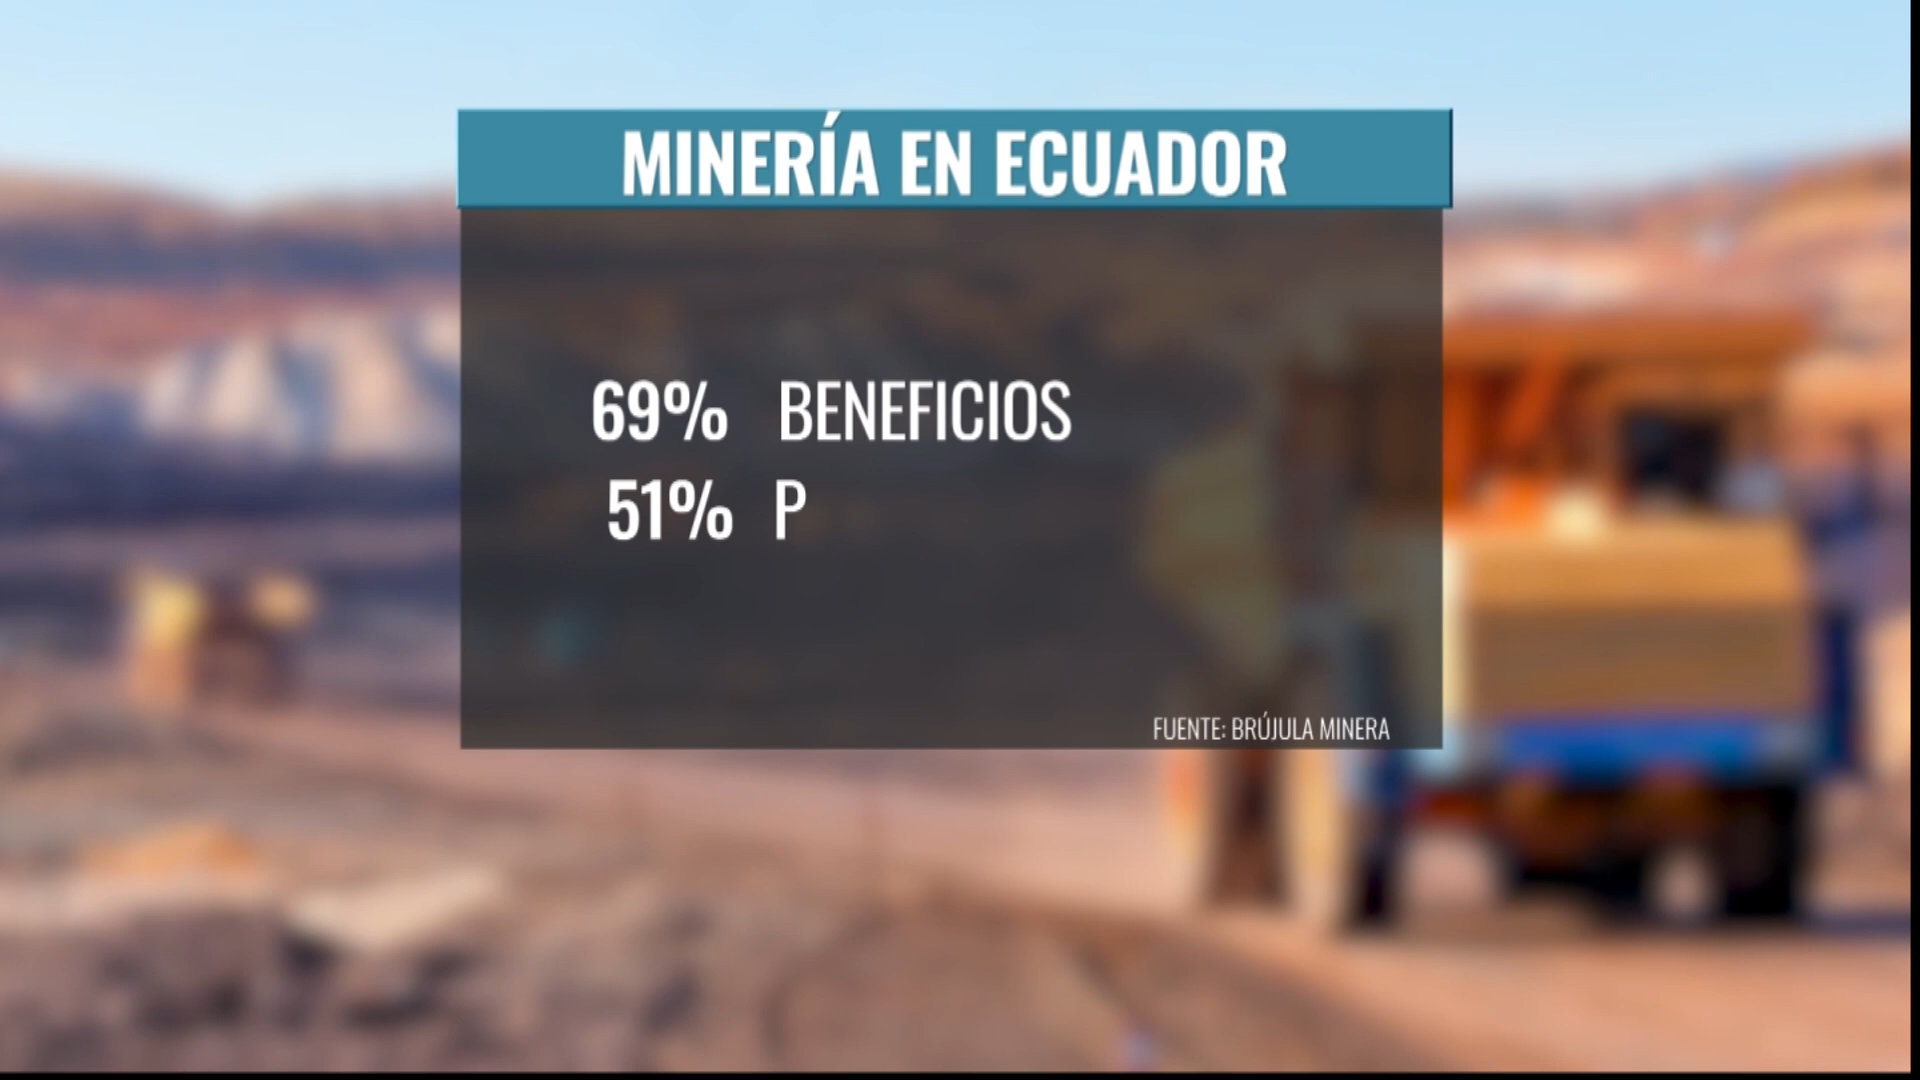 MINERÍA EN ECUADOR
69% BENEFICIOS
51% P
FUENTE: BRÚJULA MINERA